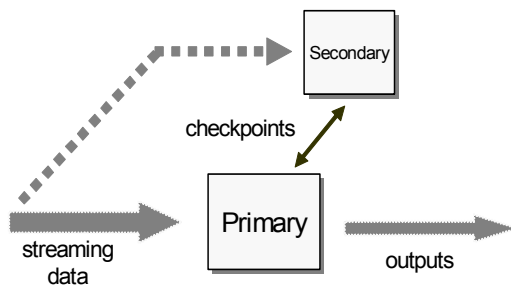 Secondary
checkpoints
Primary
streaming
data
outputs